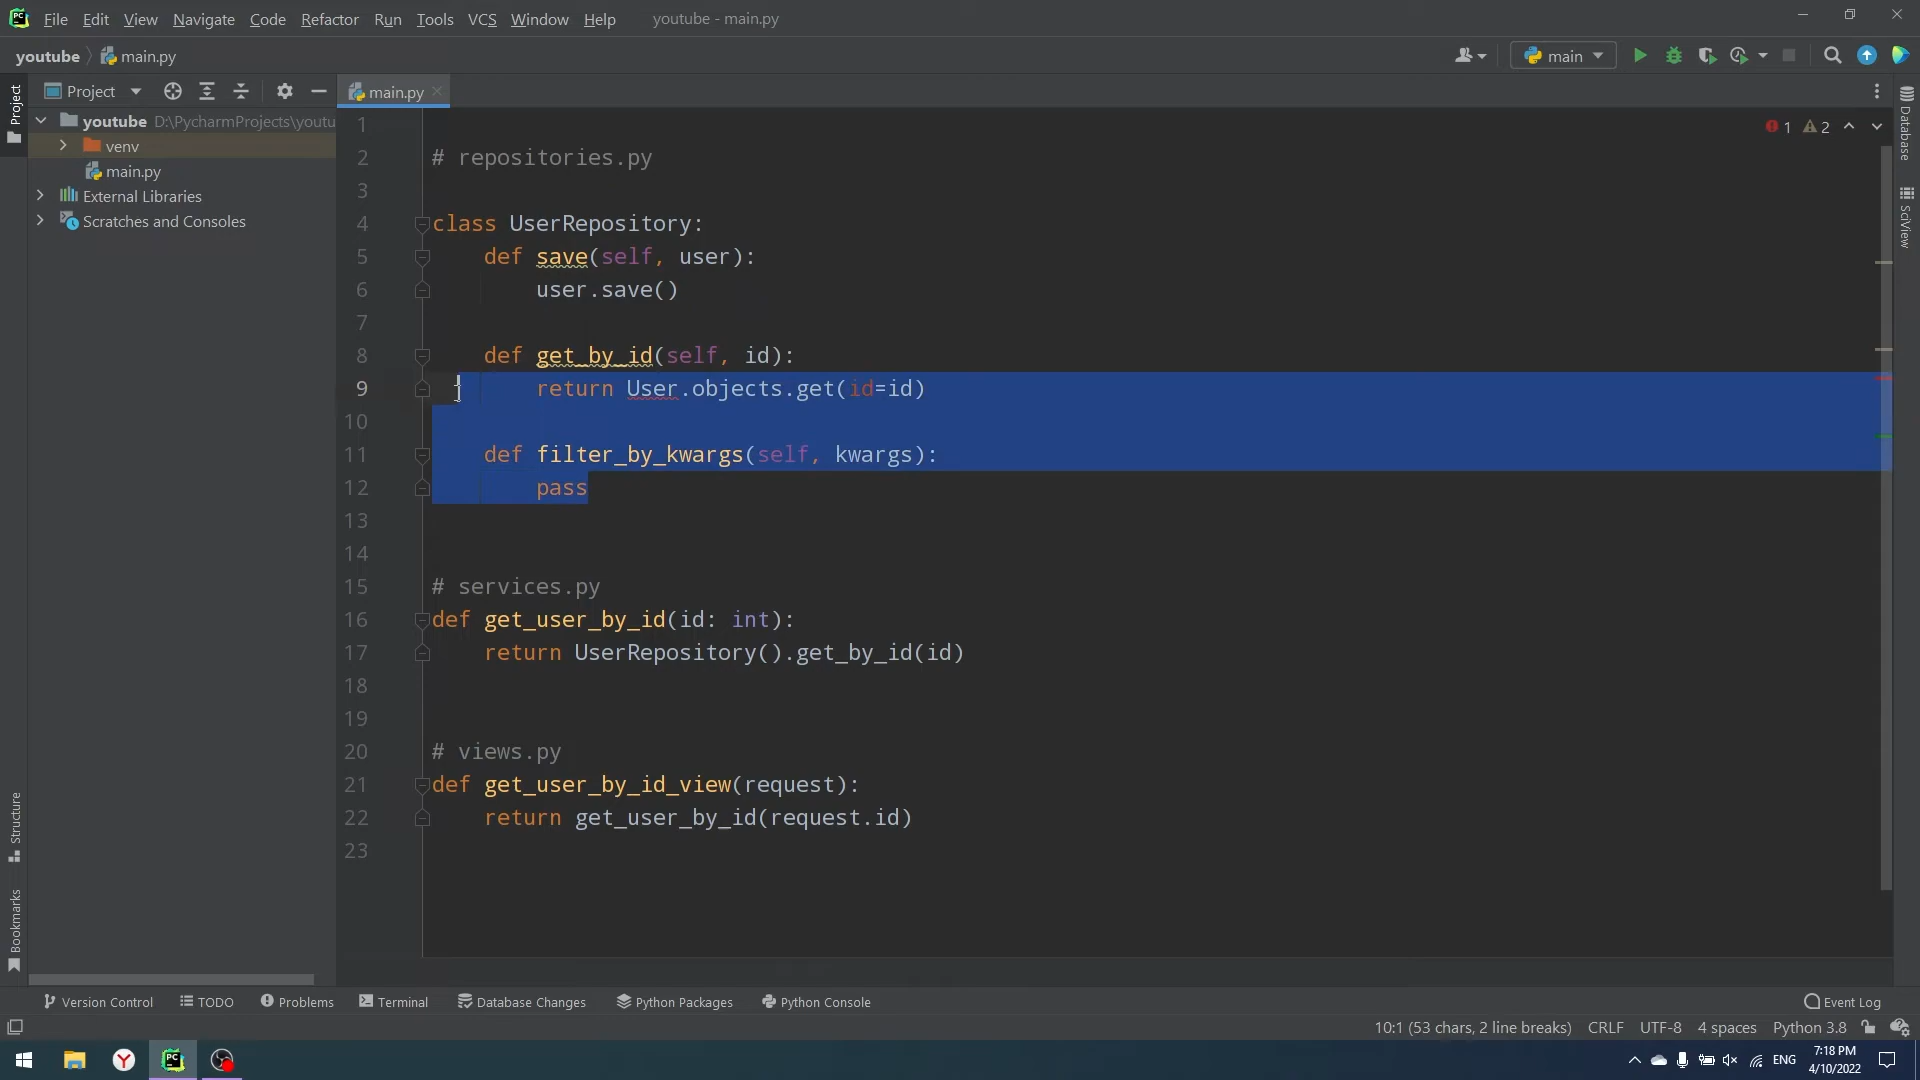 File Edit View Navigate Code Refactor Run Tools VCS Window Help youtube - main.py
youtube main.py main
Project main.py
Project
youtube D:\PycharmProjects\youtu
venv
main.py
External Libraries
Scratches and Consoles
1 2
1
2 # repositories.py
3
4 class UserRepository:
5 def save(self, user):
6 user.save()
7
8 def get_by_id(self, id):
9 return User.objects.get(id=id)
10
11 def filter_by_kwargs(self, kwargs):
12 pass
13
14
15 # services.py
16 def get_user_by_id(id: int):
17 return UserRepository().get_by_id(id)
18
19
20 # views.py
21 def get_user_by_id_view(request):
22 return get_user_by_id(request.id)
23
Database
SciView
Structure
Bookmarks
Version Control TODO Problems Terminal Database Changes Python Packages Python Console Event Log
10:1 (53 chars, 2 line breaks) CRLF UTF-8 4 spaces Python 3.8
PC
ENG
7:18 PM
4/10/2022